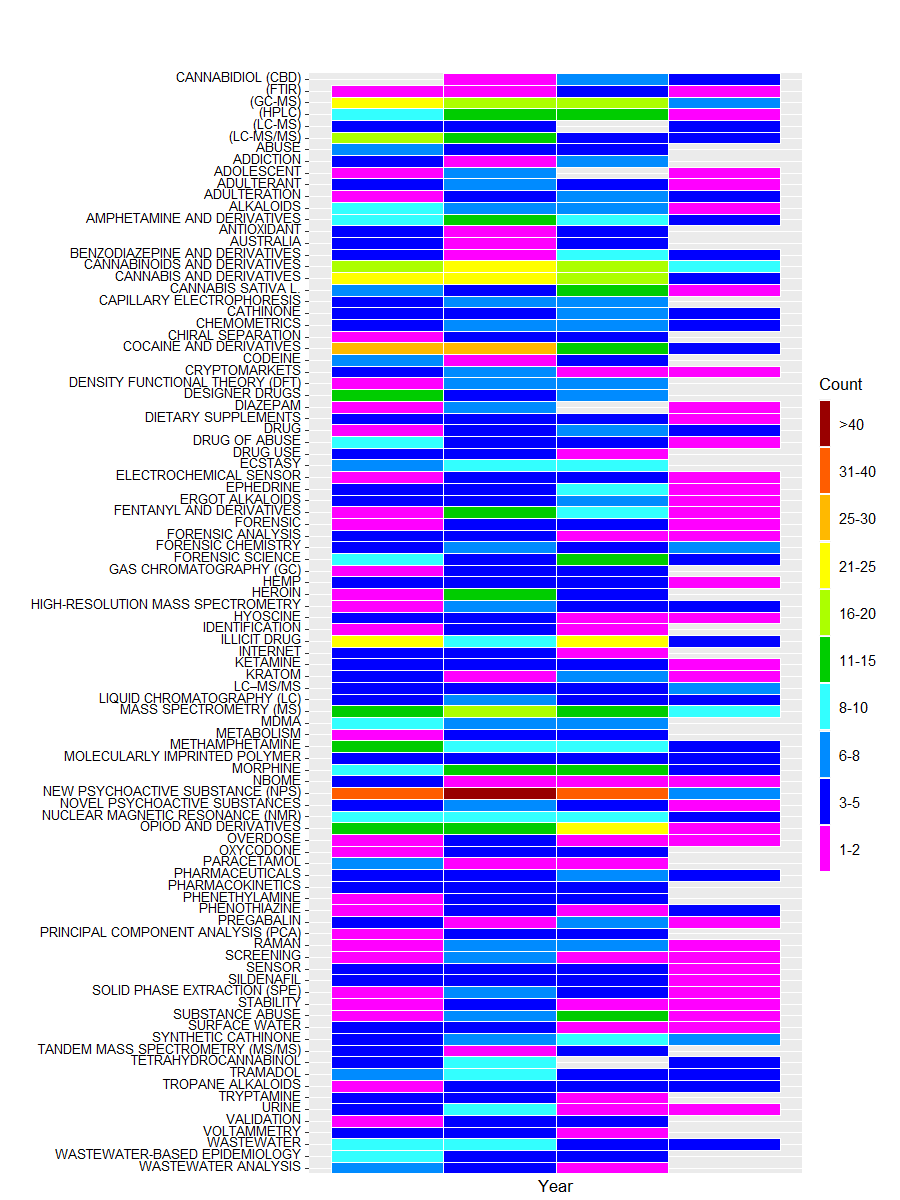 CANNABIDIOL (CBD)
(FTIR)
(GC-MS)
(HPLC)
(LC-MS)
(LC-MS/MS)
ABUSE
ADDICTION
ADOLESCENT
ADULTERANT
ADULTERATION
ALKALOIDS
AMPHETAMINE AND DERIVATIVES
ANTIOXIDANT
AUSTRALIA
BENZODIAZEPINE AND DERIVATIVES
CANNABINOIDS AND DERIVATIVES
CANNABIS AND DERIVATIVES
CANNABIS SATIVA L.
CAPILLARY ELECTROPHORESIS
CATHINONE
CHEMOMETRICS
CHIRAL SEPARATION
COCAINE AND DERIVATIVES
CODEINE
CRYPTOMARKETS
DENSITY FUNCTIONAL THEORY (DFT)
DESIGNER DRUGS
DIAZEPAM
DIETARY SUPPLEMENTS
DRUG
DRUG OF ABUSE
DRUG USE
ECSTASY
ELECTROCHEMICAL SENSOR
EPHEDRINE
ERGOT ALKALOIDS
FENTANYL AND DERIVATIVES
FORENSIC
FORENSIC ANALYSIS
FORENSIC CHEMISTRY
FORENSIC SCIENCE
GAS CHROMATOGRAPHY (GC)
HEMP
HEROIN
HIGH-RESOLUTION MASS SPECTROMETRY
HYOSCINE
IDENTIFICATION
ILLICIT DRUG
INTERNET
KETAMINE
KRATOM
LC–MS/MS
LIQUID CHROMATOGRAPHY (LC)
MASS SPECTROMETRY (MS)
MDMA
METABOLISM
METHAMPHETAMINE
MOLECULARLY IMPRINTED POLYMER
MORPHINE
NBOME
NEW PSYCHOACTIVE SUBSTANCE (NPS)
NOVEL PSYCHOACTIVE SUBSTANCES
NUCLEAR MAGNETIC RESONANCE (NMR)
OPIOD AND DERIVATIVES
OVERDOSE
OXYCODONE
PARACETAMOL
PHARMACEUTICALS
PHARMACOKINETICS
PHENETHYLAMINE
PHENOTHIAZINE
PREGABALIN
PRINCIPAL COMPONENT ANALYSIS (PCA)
RAMAN
SCREENING
SENSOR
SILDENAFIL
SOLID PHASE EXTRACTION (SPE)
STABILITY
SUBSTANCE ABUSE
SURFACE WATER
SYNTHETIC CATHINONE
TANDEM MASS SPECTROMETRY (MS/MS)
TETRAHYDROCANNABINOL
TRAMADOL
TROPANE ALKALOIDS
TRYPTAMINE
URINE
VALIDATION
VOLTAMMETRY
WASTEWATER
WASTEWATER-BASED EPIDEMIOLOGY
WASTEWATER ANALYSIS
Year
Count
>40
31-40
25-30
21-25
16-20
11-15
8-10
6-8
3-5
1-2